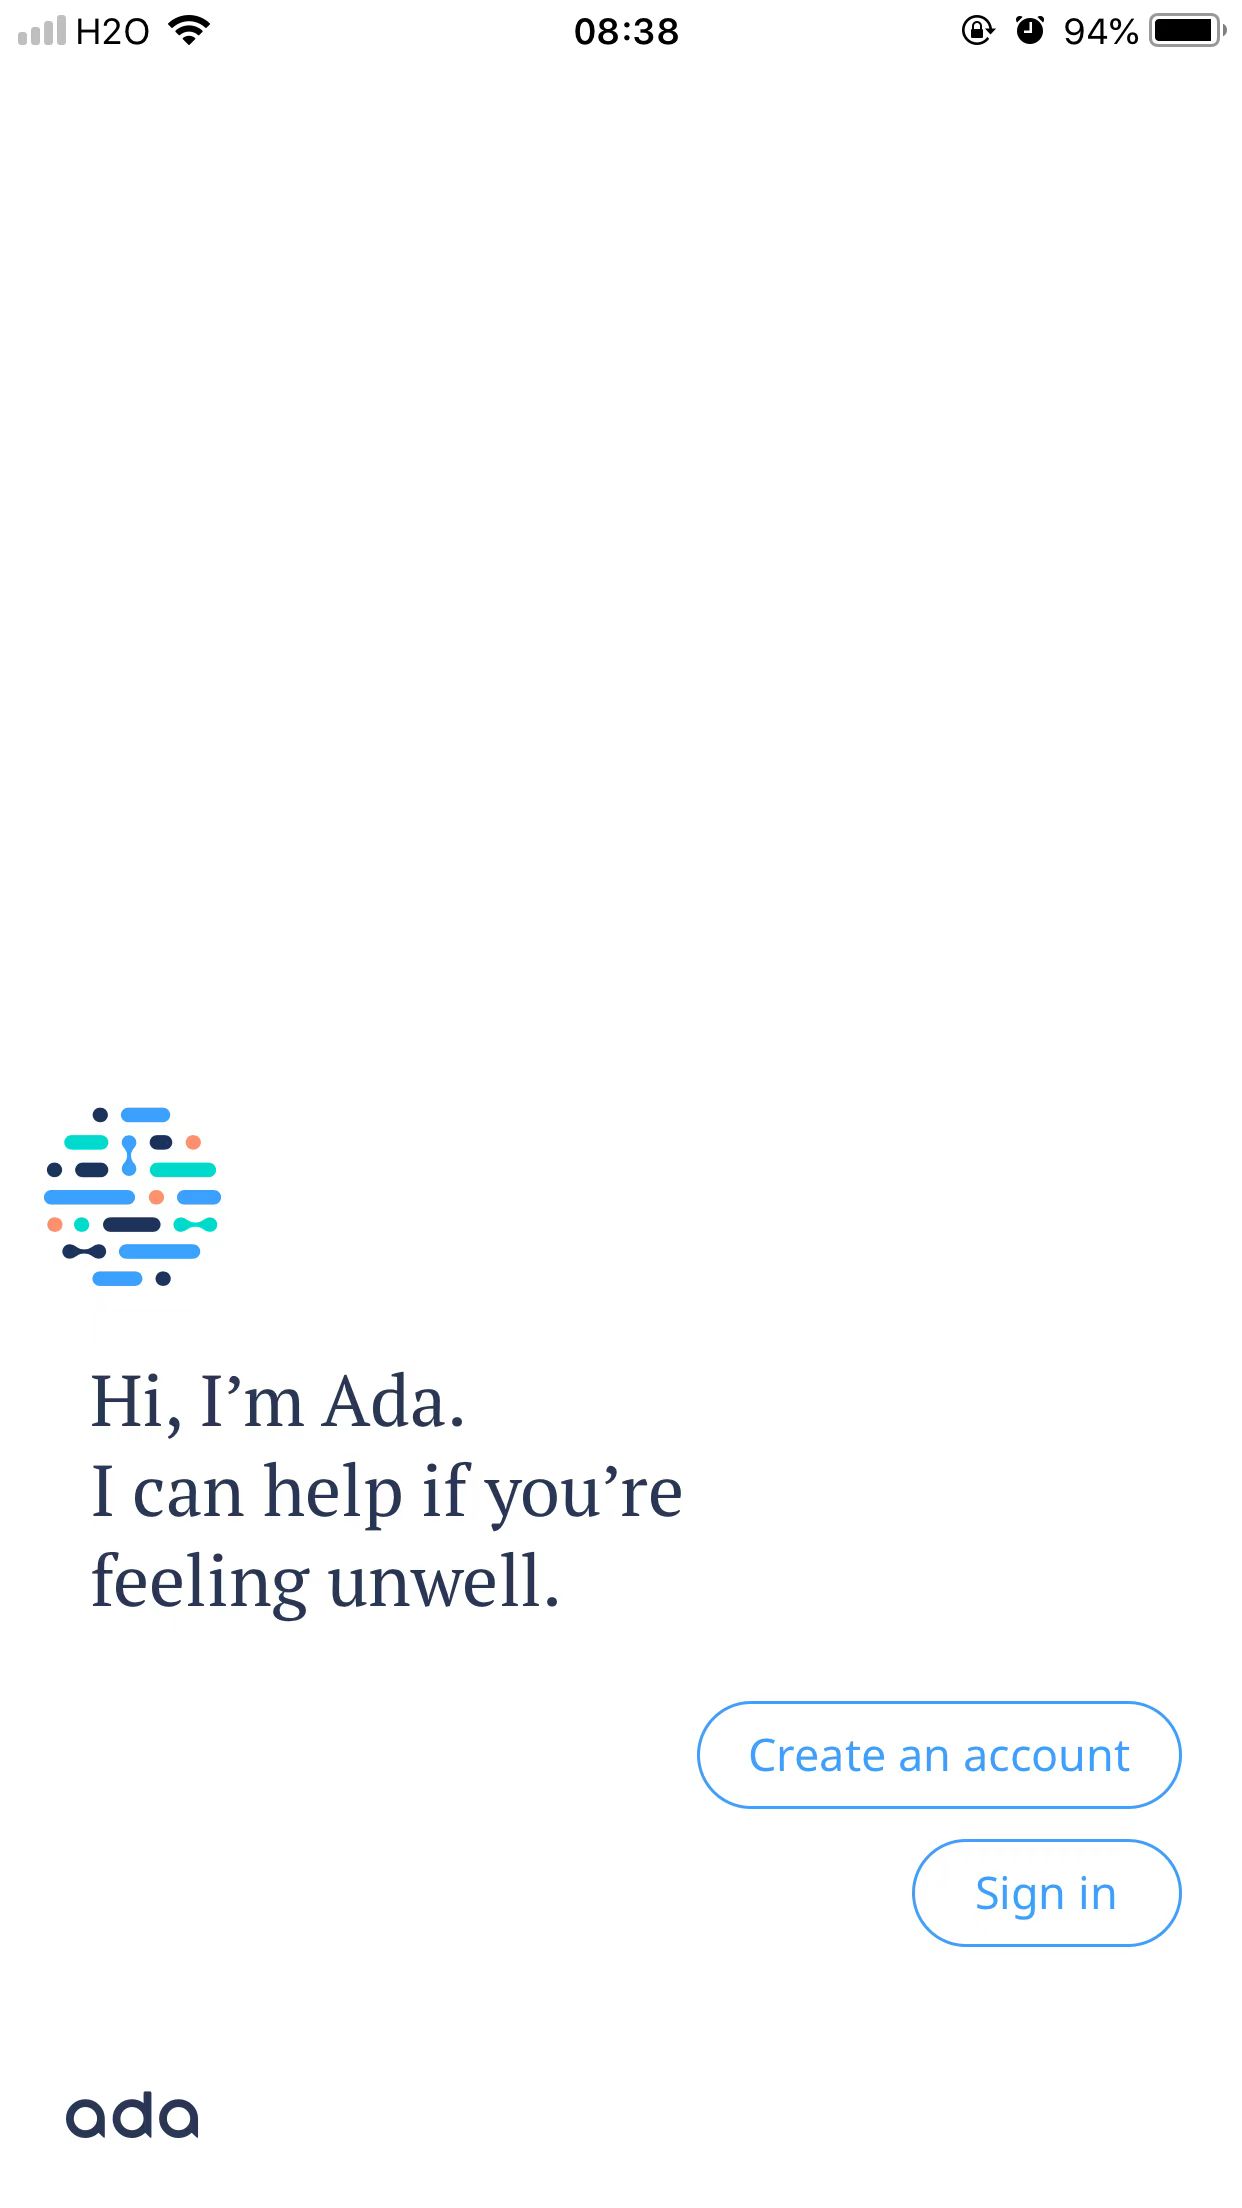 H2O
08:38
94%
Hi, I’m Ada.
I can help if you’re
feeling unwell.
Create an account
Sign in
ada